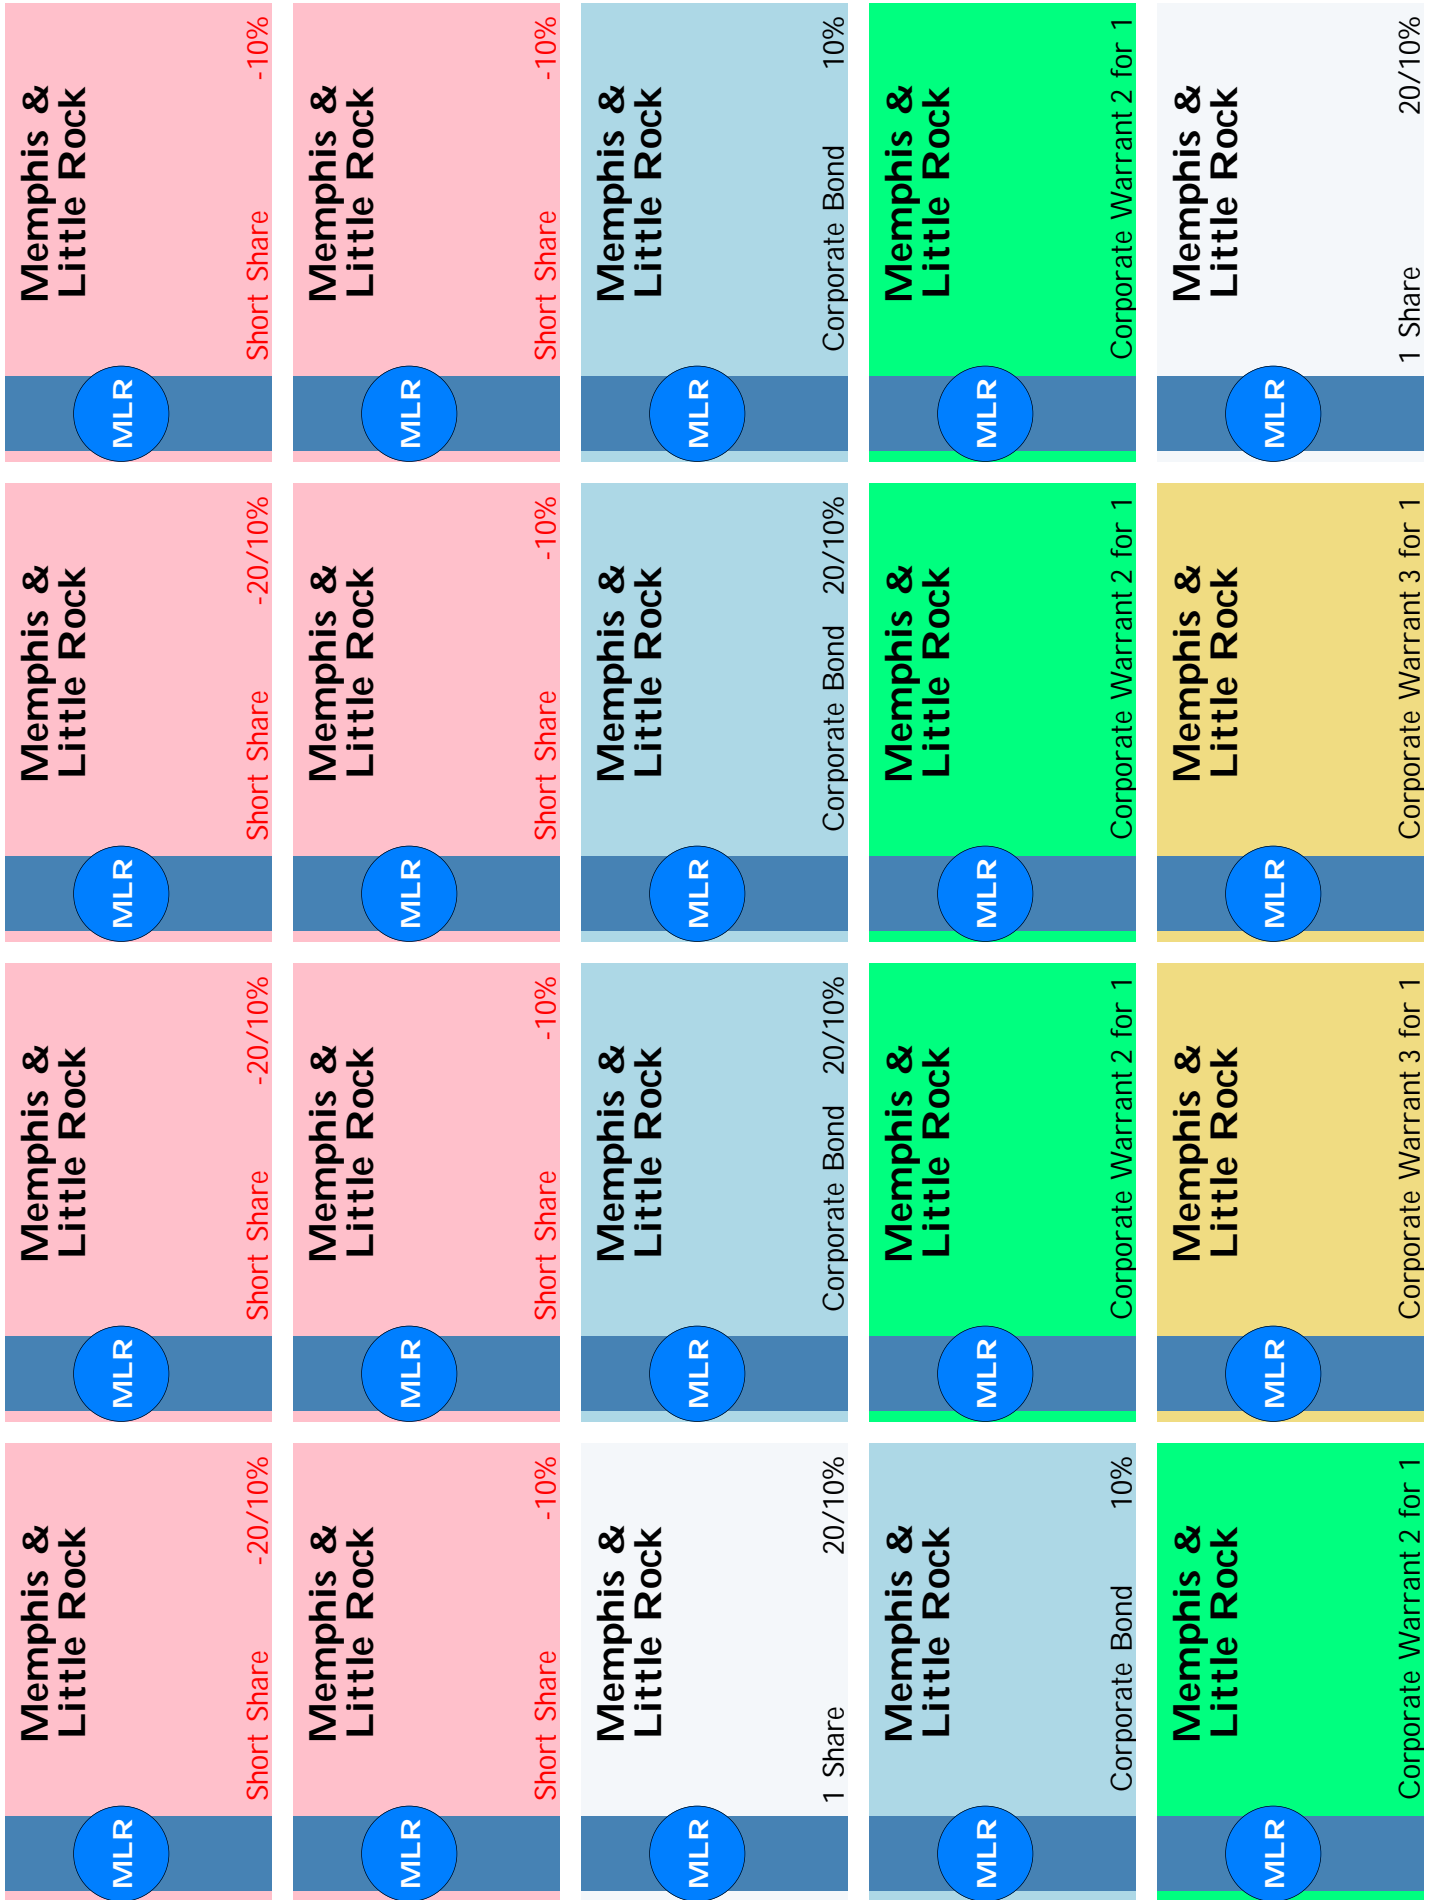 Memphis &
Little Rock
Short Share -10%
MLR
Memphis &
Little Rock
Short Share -10%
MLR
Memphis &
Little Rock
Corporate Bond 10%
MLR
Memphis &
Little Rock
Corporate Warrant 2 for 1
MLR
Memphis &
Little Rock
1 Share 20/10%
MLR
Memphis &
Little Rock
Short Share -20/10%
MLR
Memphis &
Little Rock
Short Share -10%
MLR
Memphis &
Little Rock
Corporate Bond 20/10%
MLR
Memphis &
Little Rock
Corporate Warrant 2 for 1
MLR
Memphis &
Little Rock
Corporate Warrant 3 for 1
MLR
Memphis &
Little Rock
Short Share -20/10%
MLR
Memphis &
Little Rock
Short Share -10%
MLR
Memphis &
Little Rock
Corporate Bond 20/10%
MLR
Memphis &
Little Rock
Corporate Warrant 2 for 1
MLR
Memphis &
Little Rock
Corporate Warrant 3 for 1
MLR
Memphis &
Little Rock
Short Share -20/10%
MLR
Memphis &
Little Rock
Short Share -10%
MLR
Memphis &
Little Rock
1 Share 20/10%
MLR
Memphis &
Little Rock
Corporate Bond 10%
MLR
Memphis &
Little Rock
Corporate Warrant 2 for 1
MLR